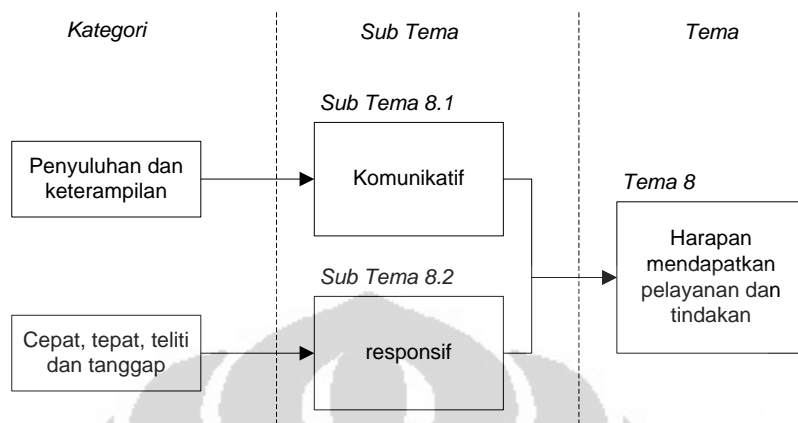 Kategori
Sub Tema
Tema
Sub Tema 8.1
Penyuluhan dan
keterampilan
Komunikatif
Tema 8
Harapan
mendapatkan
pelayanan dan
tindakan
Sub Tema 8.2
Cepat, tepat, teliti
dan tanggap
responsif